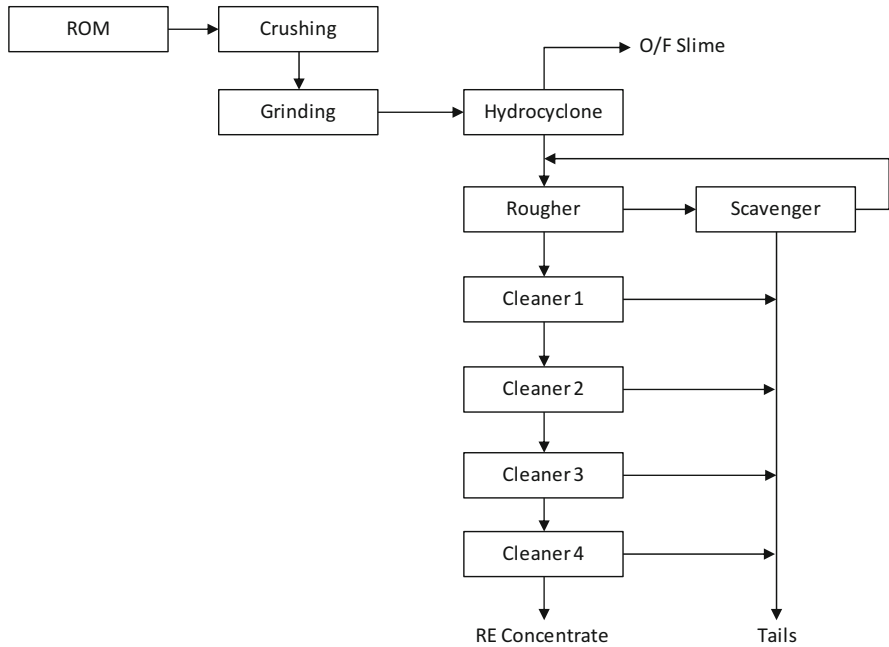 ROM
Crushing
O/F Slime
Grinding
Hydrocyclone
Rougher
Scavenger
Cleaner 1
Cleaner 2
Cleaner 3
Cleaner 4
RE Concentrate
Tails